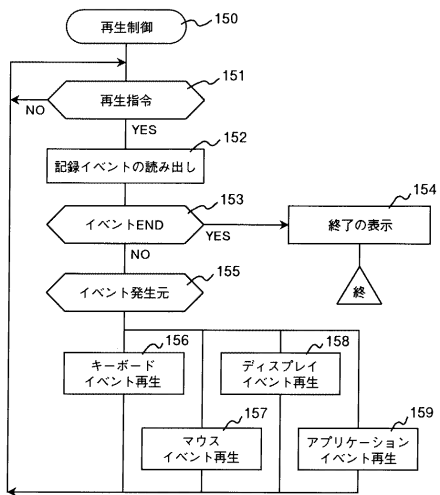 再生制御
150
再生指令
151
NO
YES
152
記録イベントの読み出し
153
イベントEND
YES
154
終了の表示
NO
終
155
イベント発生元
156
キーボード
イベント再生
158
ディスプレイ
イベント再生
157
マウス
イベント再生
159
アプリケーション
イベント再生